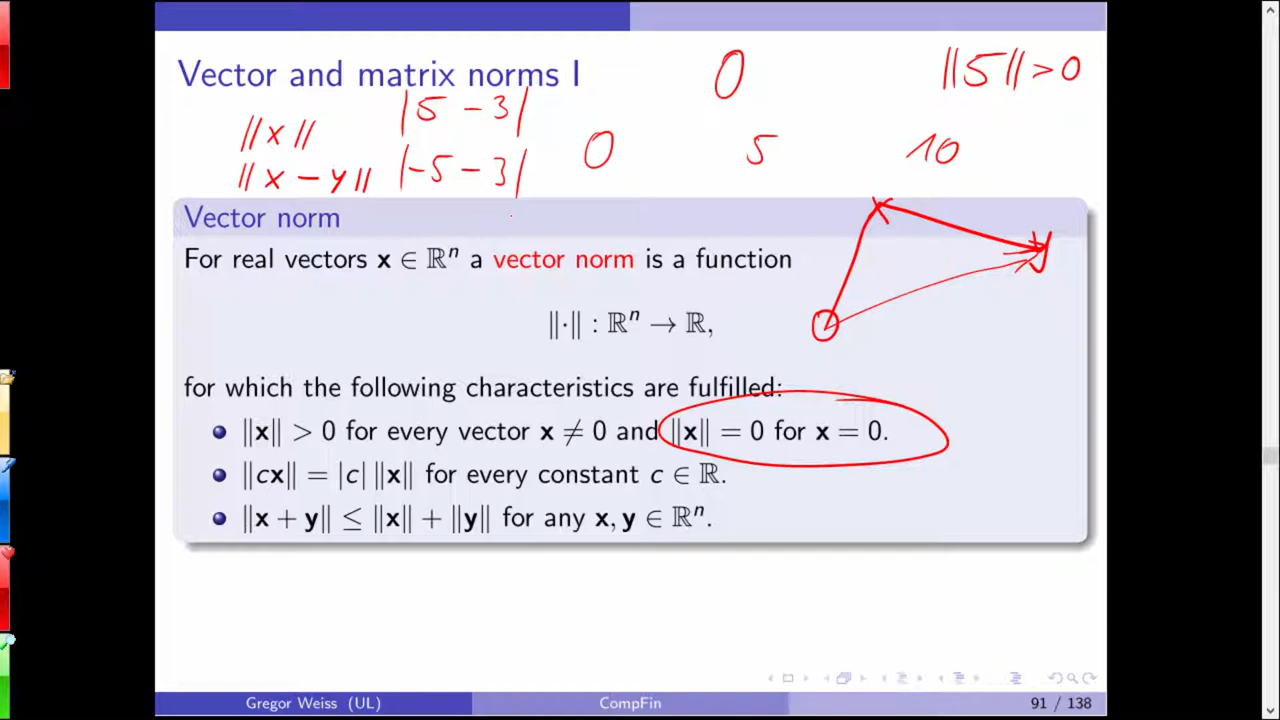 Vector and matrix norms I
0
‖5‖ > 0
|5 − 3|
‖x‖
‖x − y‖
|−5 − 3|
0 5 10
Vector norm
For real vectors x ∈ ℝⁿ a vector norm is a function
‖·‖ : ℝⁿ → ℝ,
for which the following characteristics are fulfilled:
‖x‖ > 0 for every vector x ≠ 0 and ‖x‖ = 0 for x = 0.
‖cx‖ = |c| ‖x‖ for every constant c ∈ ℝ.
‖x + y‖ ≤ ‖x‖ + ‖y‖ for any x, y ∈ ℝⁿ.
x
y
0
Gregor Weiss (UL) CompFin 91 / 138